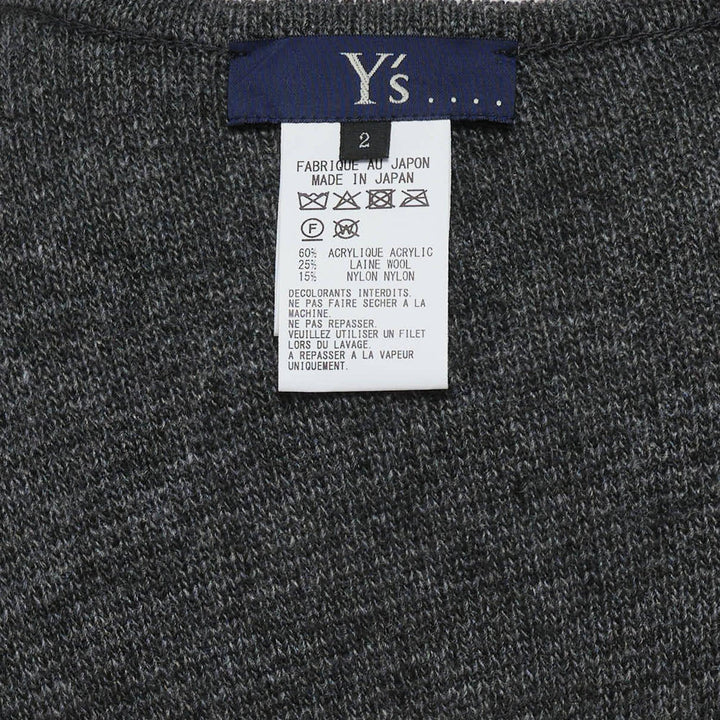 Y's ....
2
FABRIQUE AU JAPON
MADE IN JAPAN
F W
60% ACRYLIQUE ACRYLIC
25% LAINE WOOL
15% NYLON NYLON
DECOLORANTS INTERDITS.
NE PAS FAIRE SECHER A LA
MACHINE.
NE PAS REPASSER.
VEUILLEZ UTILISER UN FILET
LORS DU LAVAGE.
A REPASSER A LA VAPEUR
UNIQUEMENT.